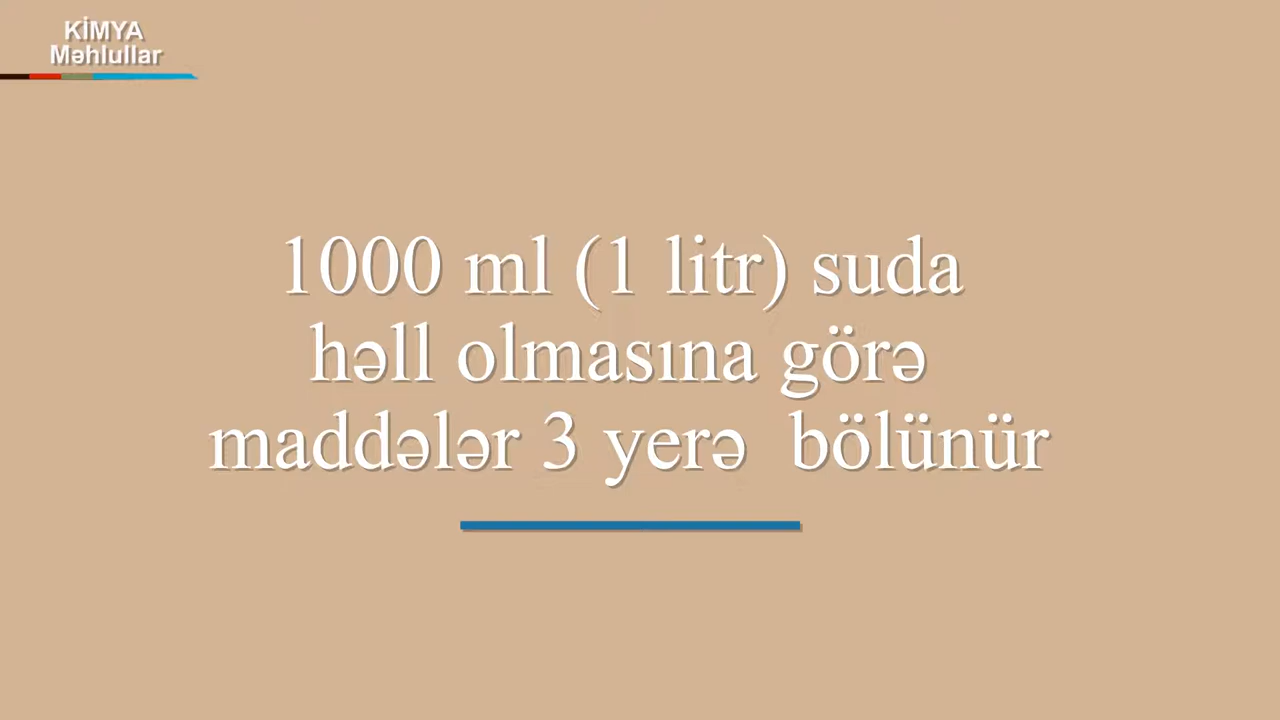 KİMYA
Məhlullar
1000 ml (1 litr) suda
həll olmasına görə
maddələr 3 yerə bölünür